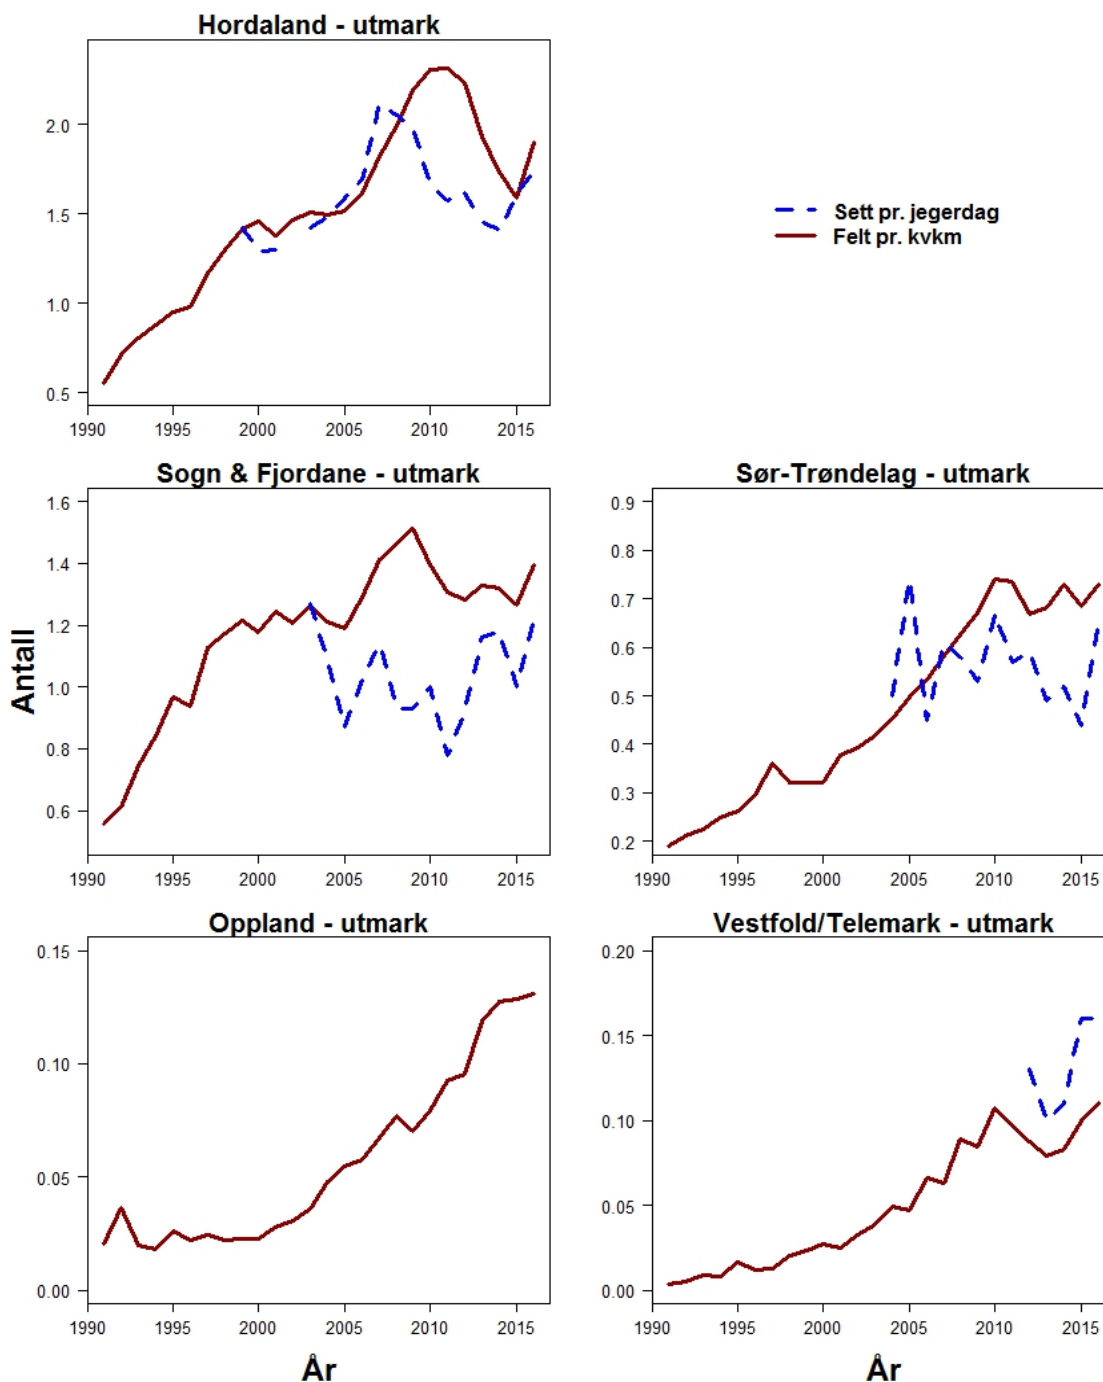 Hordaland - utmark
2.0
1.5
1.0
0.5
1990 1995 2000 2005 2010 2015
Sett pr. jegerdag
Felt pr. kvkm
Sogn & Fjordane - utmark
1.6
1.4
1.2
1.0
0.8
0.6
1990 1995 2000 2005 2010 2015
Antall
Sør-Trøndelag - utmark
0.9
0.8
0.7
0.6
0.5
0.4
0.3
0.2
1990 1995 2000 2005 2010 2015
Oppland - utmark
0.15
0.10
0.05
0.00
1990 1995 2000 2005 2010 2015
År
Vestfold/Telemark - utmark
0.20
0.15
0.10
0.05
0.00
1990 1995 2000 2005 2010 2015
År